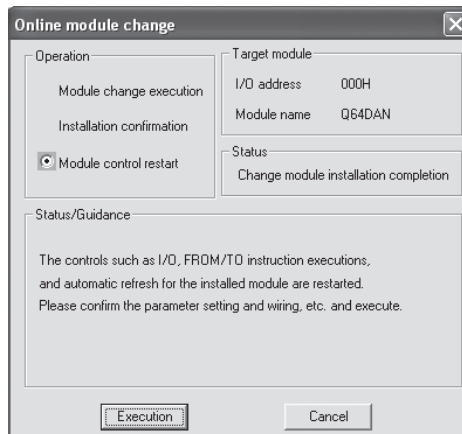 Online module change
Operation
Module change execution
Installation confirmation
Module control restart
Target module
I/O address 000H
Module name Q64DAN
Status
Change module installation completion
Status/Guidance
The controls such as I/O, FROM/TO instruction executions,
and automatic refresh for the installed module are restarted.
Please confirm the parameter setting and wiring, etc. and execute.
Execution
Cancel